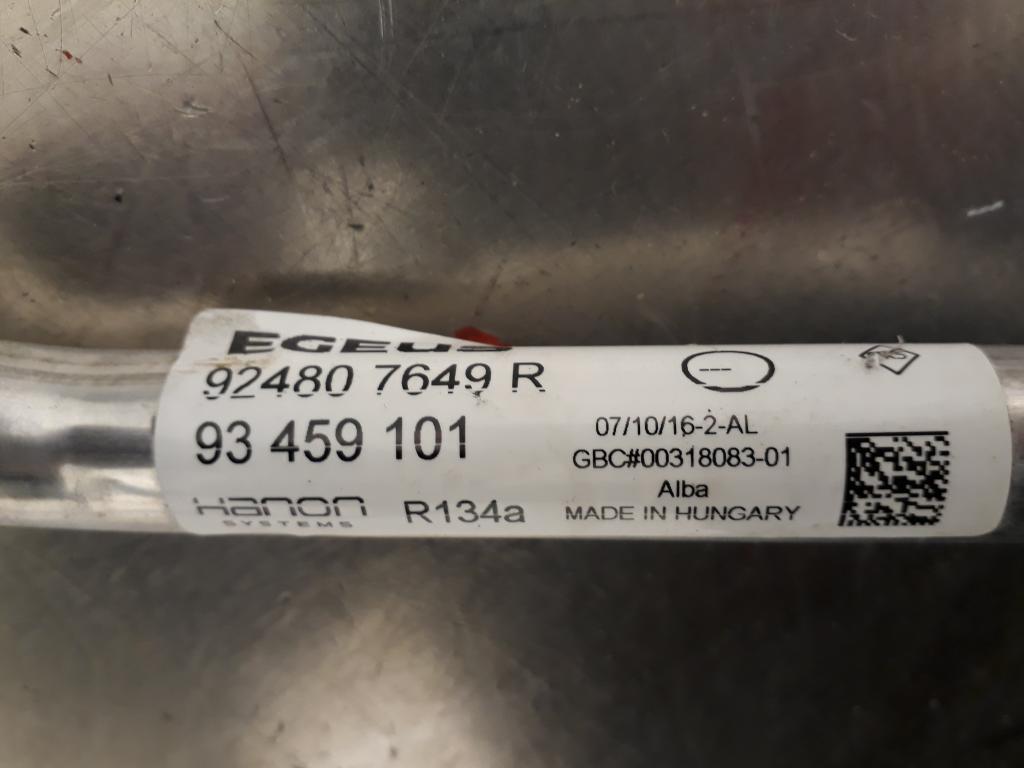 EGEUS
92480 7649 R
93 459 101
Hanon
SYSTEMS
R134a
---
07/10/16-2-AL
GBC#00318083-01
Alba
MADE IN HUNGARY